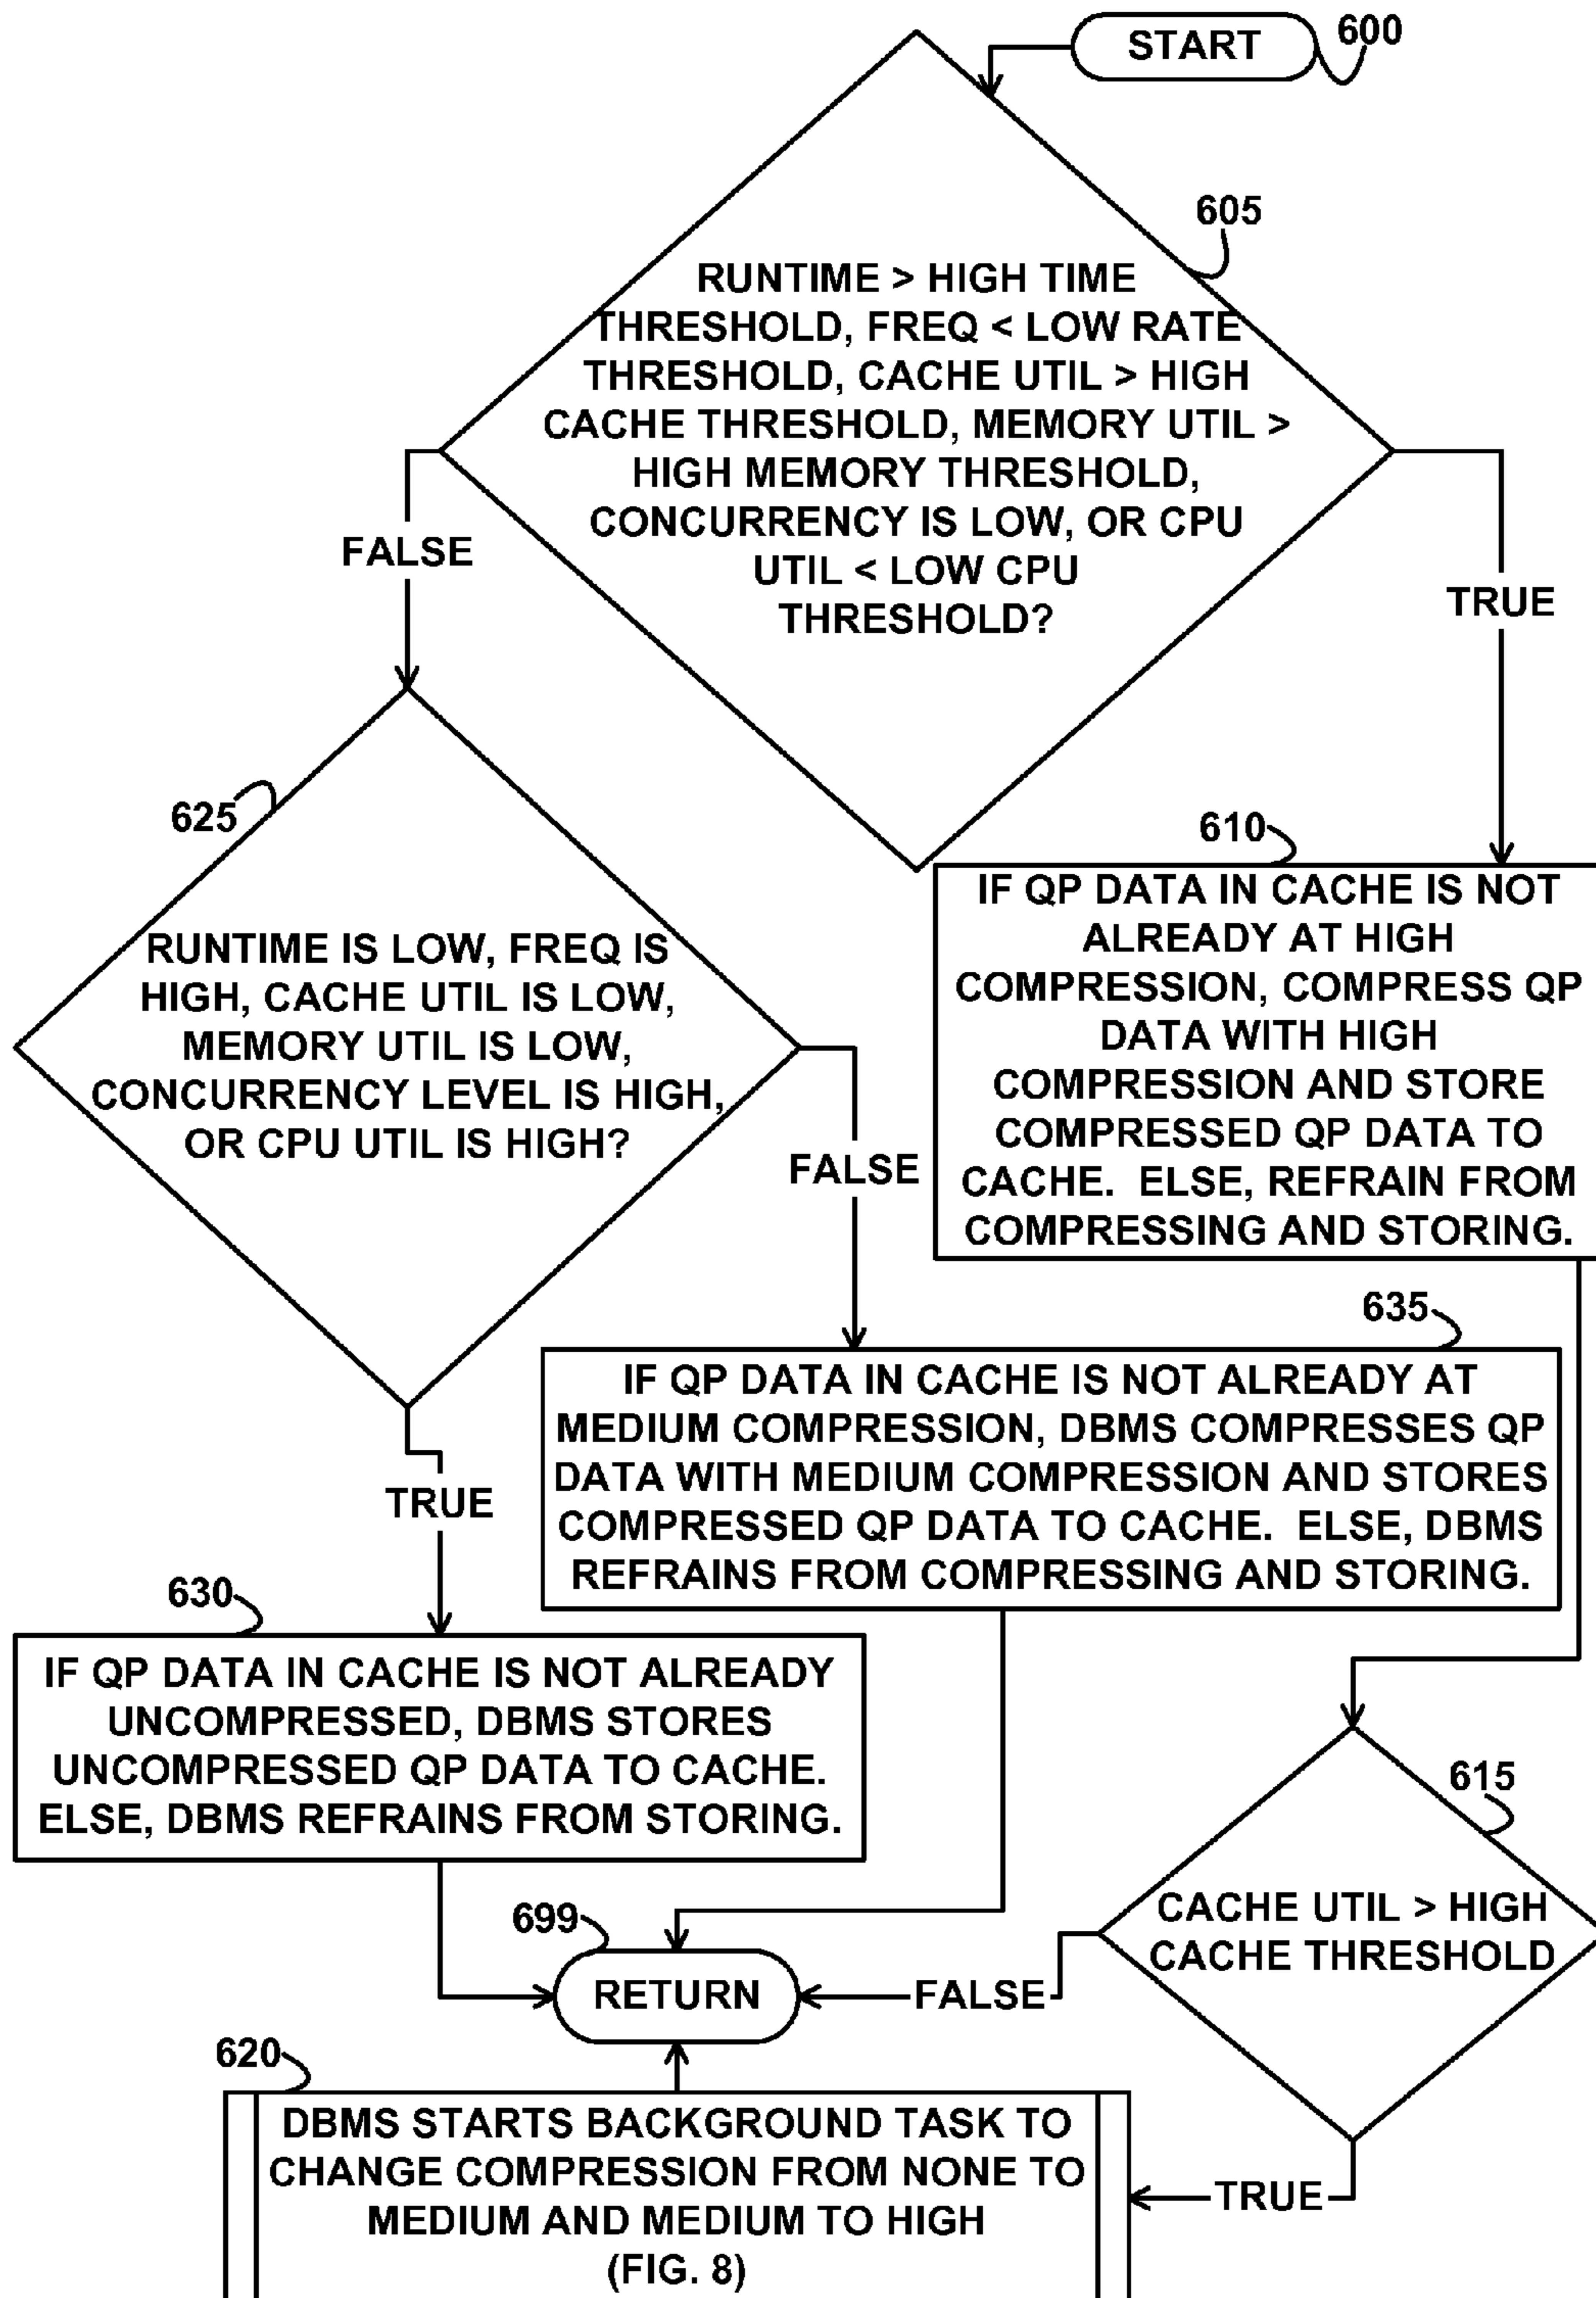 START
600
605
RUNTIME > HIGH TIME
THRESHOLD, FREQ < LOW RATE
THRESHOLD, CACHE UTIL > HIGH
CACHE THRESHOLD, MEMORY UTIL >
HIGH MEMORY THRESHOLD,
CONCURRENCY IS LOW, OR CPU
UTIL < LOW CPU
THRESHOLD?
FALSE
TRUE
625
RUNTIME IS LOW, FREQ IS
HIGH, CACHE UTIL IS LOW,
MEMORY UTIL IS LOW,
CONCURRENCY LEVEL IS HIGH,
OR CPU UTIL IS HIGH?
610
IF QP DATA IN CACHE IS NOT
ALREADY AT HIGH
COMPRESSION, COMPRESS QP
DATA WITH HIGH
COMPRESSION AND STORE
COMPRESSED QP DATA TO
CACHE.  ELSE, REFRAIN FROM
COMPRESSING AND STORING.
FALSE
635
IF QP DATA IN CACHE IS NOT ALREADY AT
MEDIUM COMPRESSION, DBMS COMPRESSES QP
DATA WITH MEDIUM COMPRESSION AND STORES
COMPRESSED QP DATA TO CACHE.  ELSE, DBMS
REFRAINS FROM COMPRESSING AND STORING.
TRUE
630
IF QP DATA IN CACHE IS NOT ALREADY
UNCOMPRESSED, DBMS STORES
UNCOMPRESSED QP DATA TO CACHE.
ELSE, DBMS REFRAINS FROM STORING.
615
CACHE UTIL > HIGH
CACHE THRESHOLD
699
RETURN
FALSE
620
DBMS STARTS BACKGROUND TASK TO
CHANGE COMPRESSION FROM NONE TO
MEDIUM AND MEDIUM TO HIGH
(FIG. 8)
TRUE